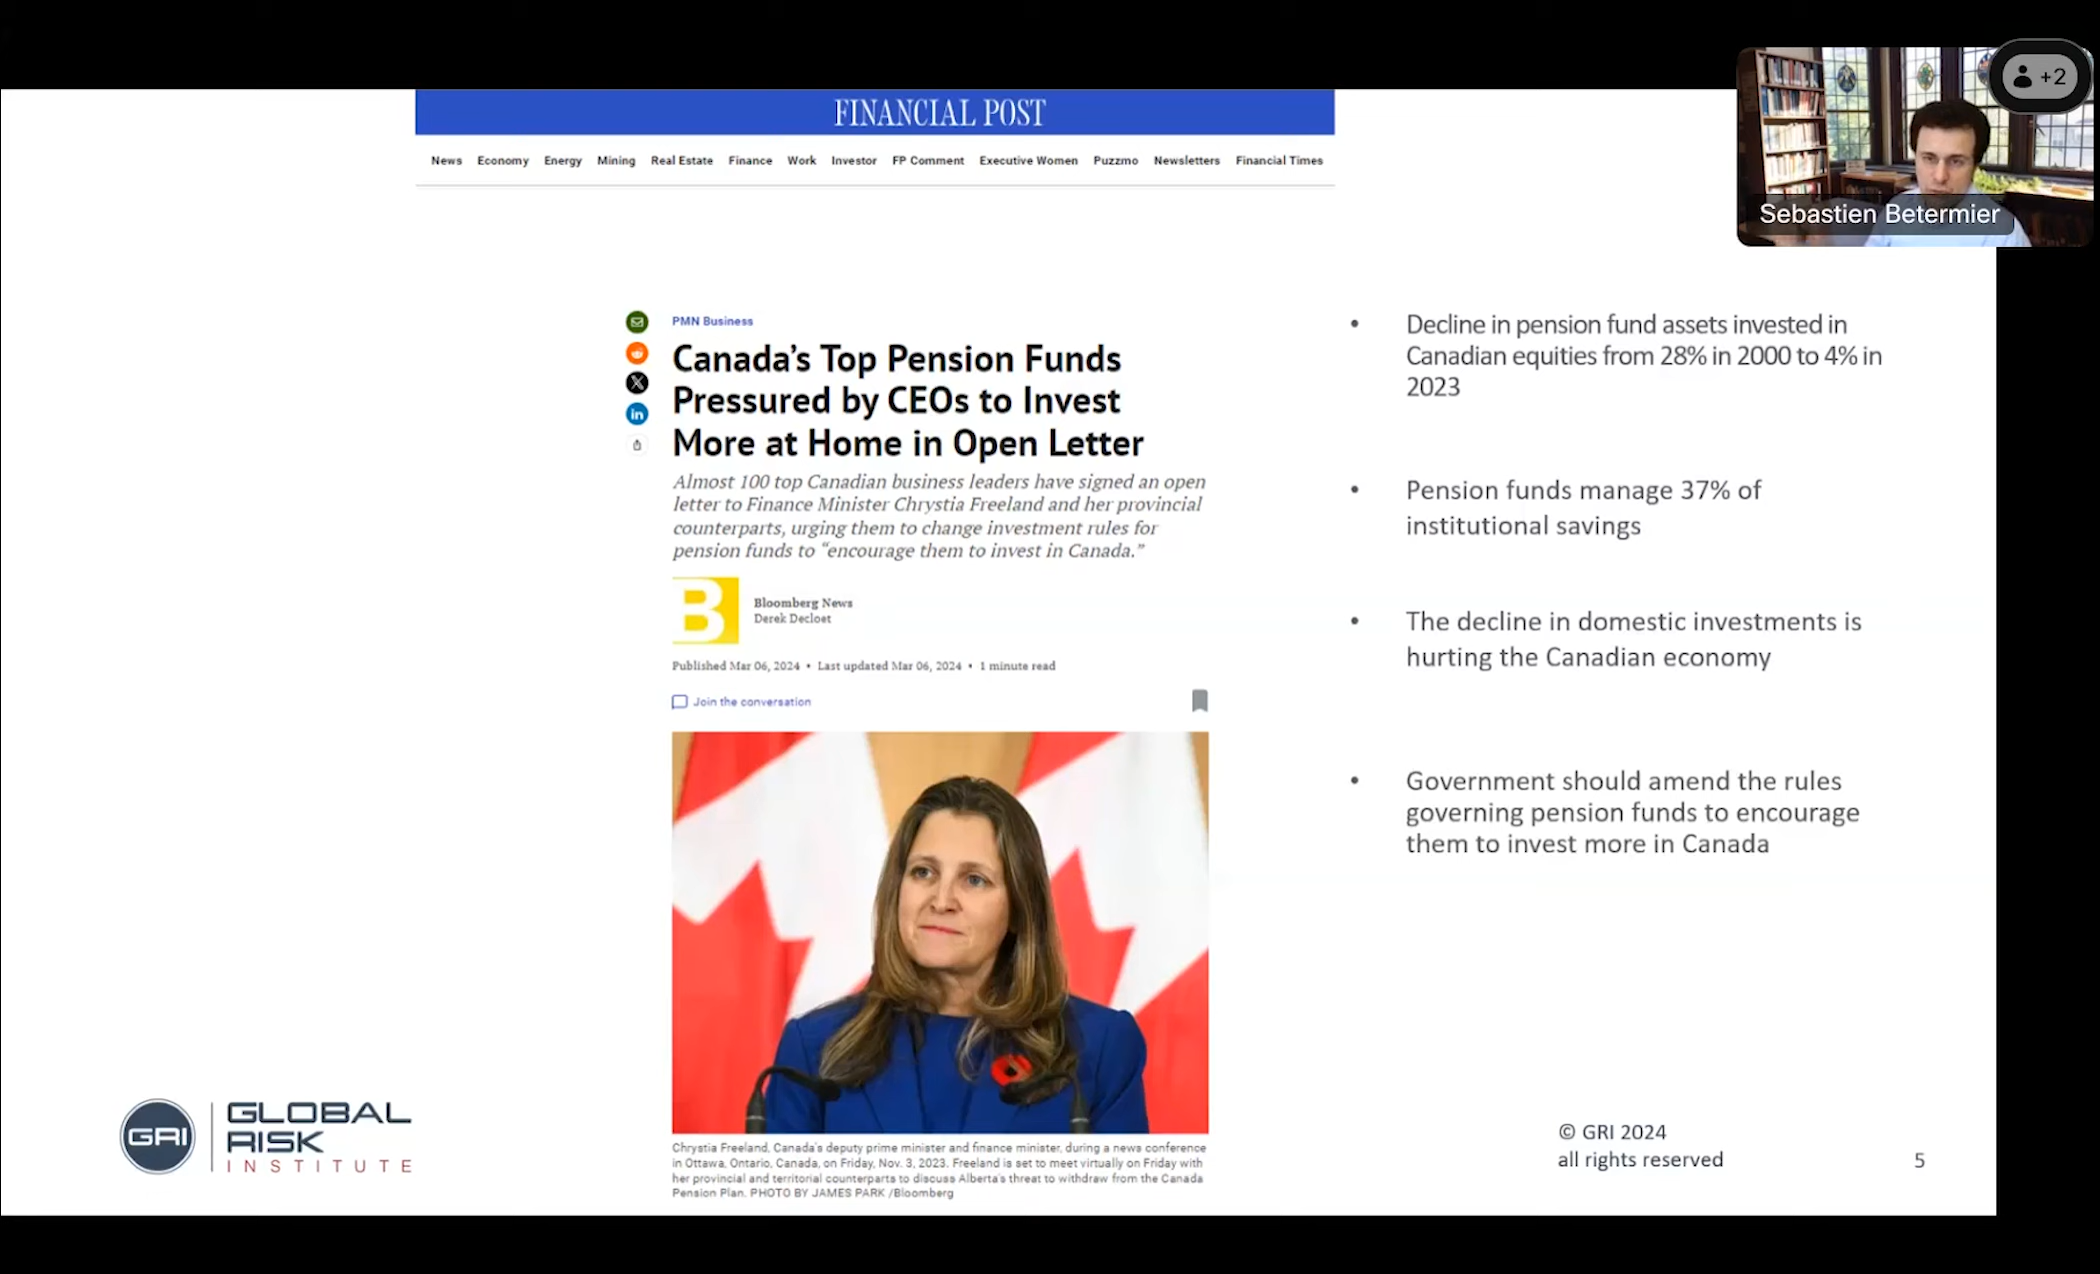 FINANCIAL POST
News Economy Energy Mining Real Estate Finance Work Investor FP Comment Executive Women Puzzmo Newsletters Financial Times
+2
Sebastien Betermier
PMN Business
Canada's Top Pension Funds
Pressured by CEOs to Invest
More at Home in Open Letter
Almost 100 top Canadian business leaders have signed an open
letter to Finance Minister Chrystia Freeland and her provincial
counterparts, urging them to change investment rules for
pension funds to “encourage them to invest in Canada.”
B
Bloomberg News
Derek Decloet
Published Mar 06, 2024 • Last updated Mar 06, 2024 • 1 minute read
Join the conversation
Chrystia Freeland, Canada's deputy prime minister and finance minister, during a news conference
in Ottawa, Ontario, Canada, on Friday, Nov. 3, 2023. Freeland is set to meet virtually on Friday with
her provincial and territorial counterparts to discuss Alberta's threat to withdraw from the Canada
Pension Plan. PHOTO BY JAMES PARK /Bloomberg
• Decline in pension fund assets invested in
Canadian equities from 28% in 2000 to 4% in
2023
• Pension funds manage 37% of
institutional savings
• The decline in domestic investments is
hurting the Canadian economy
• Government should amend the rules
governing pension funds to encourage
them to invest more in Canada
GRI
GLOBAL
RISK
INSTITUTE
© GRI 2024
all rights reserved
5